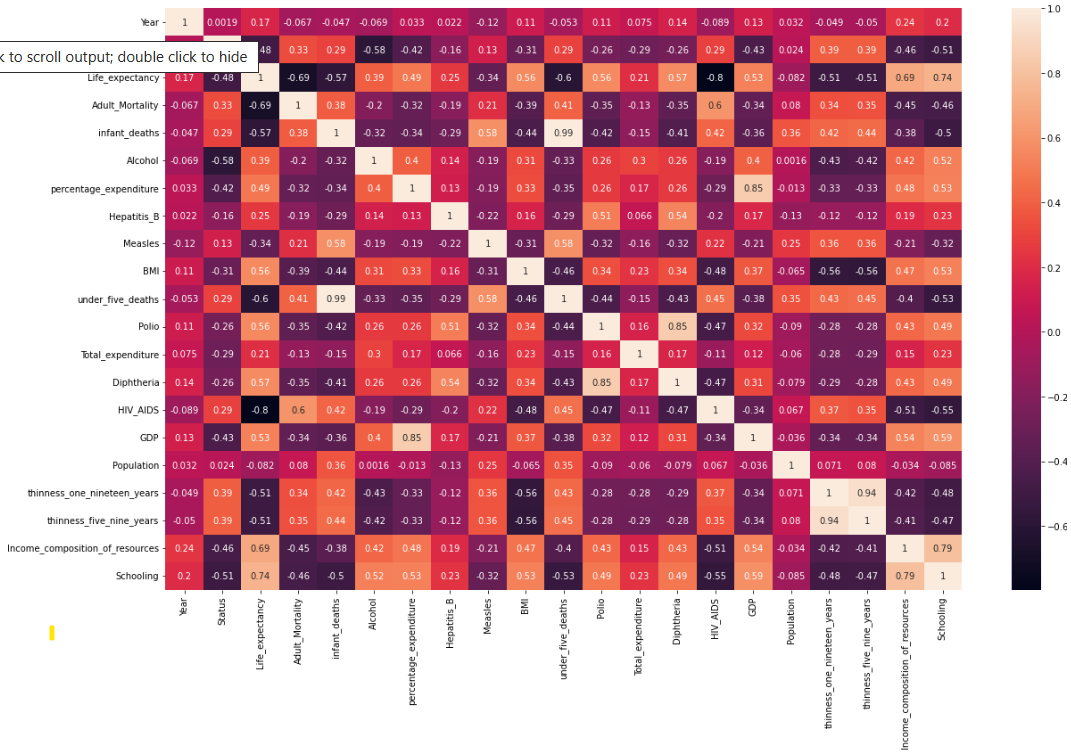 Year 1 0.0019 0.17 -0.067 -0.047 -0.069 0.033 0.022 -0.12 0.11 -0.053 0.11 0.075 0.14 -0.089 0.13 0.032 -0.049 -0.05 0.24 0.2 1.0
k to scroll output; double click to hide .48 0.33 0.29 -0.58 -0.42 -0.16 0.13 -0.31 0.29 -0.26 -0.29 -0.26 0.29 -0.43 0.024 0.39 0.39 -0.46 -0.51
Life_expectancy 0.17 -0.48 1 -0.69 -0.57 0.39 0.49 0.25 -0.34 0.56 -0.6 0.56 0.21 0.57 -0.8 0.53 -0.082 -0.51 -0.51 0.69 0.74 0.8
Adult_Mortality -0.067 0.33 -0.69 1 0.38 -0.2 -0.32 -0.19 0.21 -0.39 0.41 -0.35 -0.13 -0.35 0.6 -0.34 0.08 0.34 0.35 -0.45 -0.46
infant_deaths -0.047 0.29 -0.57 0.38 1 -0.32 -0.34 -0.29 0.58 -0.44 0.99 -0.42 -0.15 -0.41 0.42 -0.36 0.36 0.42 0.44 -0.38 -0.5 0.6
Alcohol -0.069 -0.58 0.39 -0.2 -0.32 1 0.4 0.14 -0.19 0.31 -0.33 0.26 0.3 0.26 -0.19 0.4 0.0016 -0.43 -0.42 0.42 0.52
percentage_expenditure 0.033 -0.42 0.49 -0.32 -0.34 0.4 1 0.13 -0.19 0.33 -0.35 0.26 0.17 0.26 -0.29 0.85 -0.013 -0.33 -0.33 0.48 0.53
Hepatitis_B 0.022 -0.16 0.25 -0.19 -0.29 0.14 0.13 1 -0.22 0.16 -0.29 0.51 0.066 0.54 -0.2 0.17 -0.13 -0.12 -0.12 0.19 0.23 0.4
Measles -0.12 0.13 -0.34 0.21 0.58 -0.19 -0.19 -0.22 1 -0.31 0.58 -0.32 -0.16 -0.32 0.22 -0.21 0.25 0.36 0.36 -0.21 -0.32
BMI 0.11 -0.31 0.56 -0.39 -0.44 0.31 0.33 0.16 -0.31 1 -0.46 0.34 0.23 0.34 -0.48 0.37 -0.065 -0.56 -0.56 0.47 0.53 0.2
under_five_deaths -0.053 0.29 -0.6 0.41 0.99 -0.33 -0.35 -0.29 0.58 -0.46 1 -0.44 -0.15 -0.43 0.45 -0.38 0.35 0.43 0.45 -0.4 -0.53
Polio 0.11 -0.26 0.56 -0.35 -0.42 0.26 0.26 0.51 -0.32 0.34 -0.44 1 0.16 0.85 -0.47 0.32 -0.09 -0.28 -0.28 0.43 0.49 0.0
Total_expenditure 0.075 -0.29 0.21 -0.13 -0.15 0.3 0.17 0.066 -0.16 0.23 -0.15 0.16 1 0.17 -0.11 0.12 -0.06 -0.28 -0.29 0.15 0.23
Diphtheria 0.14 -0.26 0.57 -0.35 -0.41 0.26 0.26 0.54 -0.32 0.34 -0.43 0.85 0.17 1 -0.47 0.31 -0.079 -0.29 -0.28 0.43 0.49 -0.2
HIV_AIDS -0.089 0.29 -0.8 0.6 0.42 -0.19 -0.29 -0.2 0.22 -0.48 0.45 -0.47 -0.11 -0.47 1 -0.34 0.067 0.37 0.35 -0.51 -0.55
GDP 0.13 -0.43 0.53 -0.34 -0.36 0.4 0.85 0.17 -0.21 0.37 -0.38 0.32 0.12 0.31 -0.34 1 -0.036 -0.34 -0.34 0.54 0.59
Population 0.032 0.024 -0.082 0.08 0.36 0.0016 -0.013 -0.13 0.25 -0.065 0.35 -0.09 -0.06 -0.079 0.067 -0.036 1 0.071 0.08 -0.034 -0.085 -0.4
thinness_one_nineteen_years -0.049 0.39 -0.51 0.34 0.42 -0.43 -0.33 -0.12 0.36 -0.56 0.43 -0.28 -0.28 -0.29 0.37 -0.34 0.071 1 0.94 -0.42 -0.48
thinness_five_nine_years -0.05 0.39 -0.51 0.35 0.44 -0.42 -0.33 -0.12 0.36 -0.56 0.45 -0.28 -0.29 -0.28 0.35 -0.34 0.08 0.94 1 -0.41 -0.47 -0.6
Income_composition_of_resources 0.24 -0.46 0.69 -0.45 -0.38 0.42 0.48 0.19 -0.21 0.47 -0.4 0.43 0.15 0.43 -0.51 0.54 -0.034 -0.42 -0.41 1 0.79
Schooling 0.2 -0.51 0.74 -0.46 -0.5 0.52 0.53 0.23 -0.32 0.53 -0.53 0.49 0.23 0.49 -0.55 0.59 -0.085 -0.48 -0.47 0.79 1
Year
Status
Life_expectancy
Adult_Mortality
infant_deaths
Alcohol
percentage_expenditure
Hepatitis_B
Measles
BMI
under_five_deaths
Polio
Total_expenditure
Diphtheria
HIV_AIDS
GDP
Population
thinness_one_nineteen_years
thinness_five_nine_years
Income_composition_of_resources
Schooling